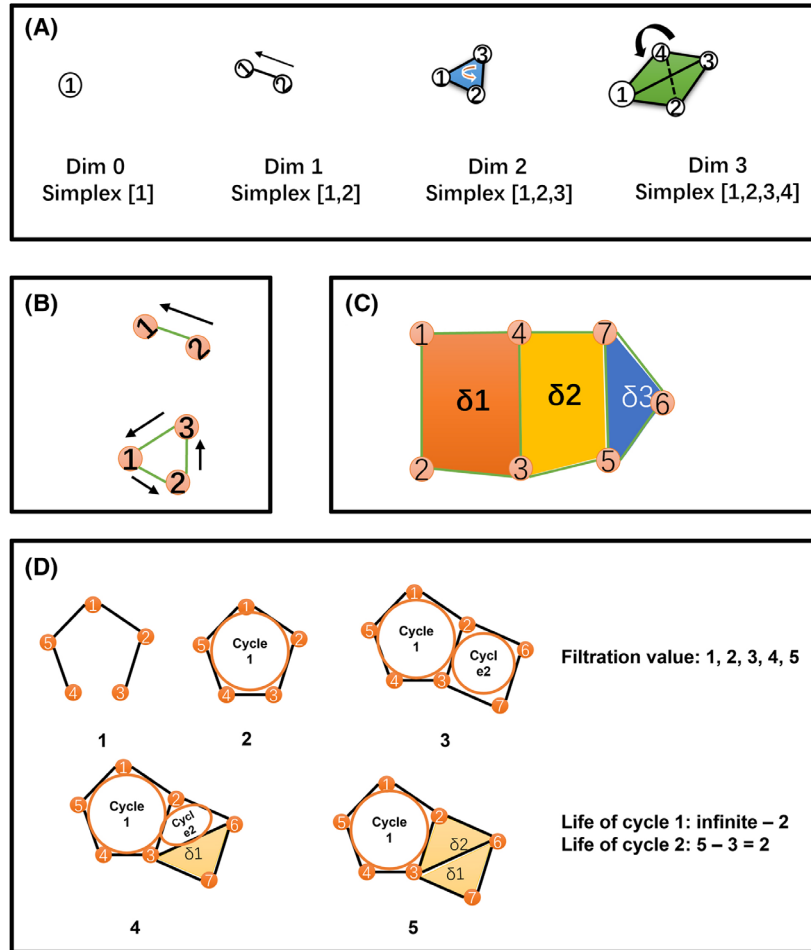 (A)
1
1 2
1 2 3
1 2 3 4
Dim 0
Simplex [1]
Dim 1
Simplex [1,2]
Dim 2
Simplex [1,2,3]
Dim 3
Simplex [1,2,3,4]
(B)
1 2
3
1 2
(C)
1 4 7
δ1 δ2 δ3 6
2 3 5
(D)
1
5 2
4 3
1
1
5 2
Cycle
1
4 3
2
1
2
5 6
Cycle
1
Cycl
e2
4 3
7
3
Filtration value: 1, 2, 3, 4, 5
1
2
5 6
Cycle
1
Cycl
e2
4 3
δ1
7
4
1
2
5 6
Cycle
1
δ2
δ1
4 3
7
5
Life of cycle 1: infinite – 2
Life of cycle 2: 5 – 3 = 2